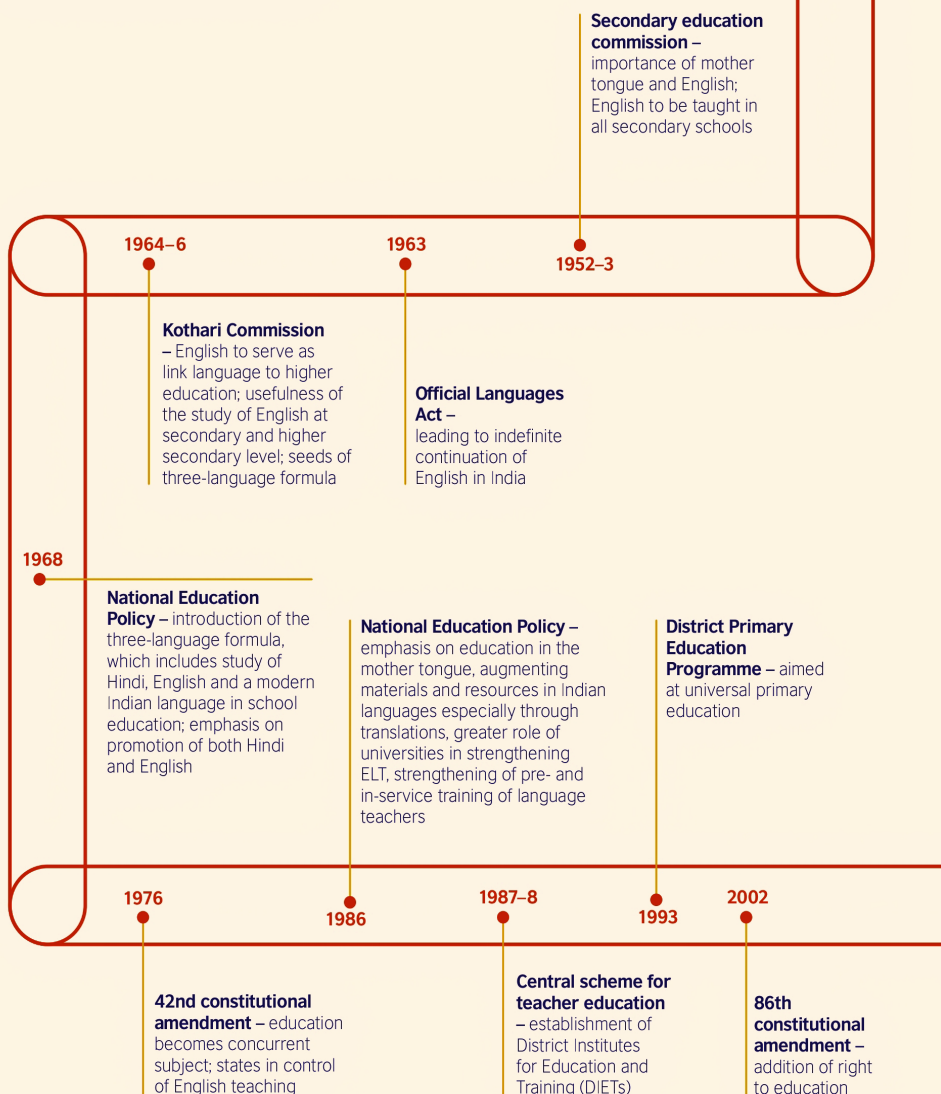 Secondary education
commission –
importance of mother
tongue and English;
English to be taught in
all secondary schools
1952–3
1963
Official Languages
Act –
leading to indefinite
continuation of
English in India
1964–6
Kothari Commission
– English to serve as
link language to higher
education; usefulness of
the study of English at
secondary and higher
secondary level; seeds of
three-language formula
1968
National Education
Policy – introduction of the
three-language formula,
which includes study of
Hindi, English and a modern
Indian language in school
education; emphasis on
promotion of both Hindi
and English
1976
42nd constitutional
amendment – education
becomes concurrent
subject; states in control
of English teaching
National Education Policy –
emphasis on education in the
mother tongue, augmenting
materials and resources in Indian
languages especially through
translations, greater role of
universities in strengthening
ELT, strengthening of pre- and
in-service training of language
teachers
1986
1987–8
Central scheme for
teacher education
– establishment of
District Institutes
for Education and
Training (DIETs)
District Primary
Education
Programme – aimed
at universal primary
education
1993
2002
86th
constitutional
amendment –
addition of right
to education